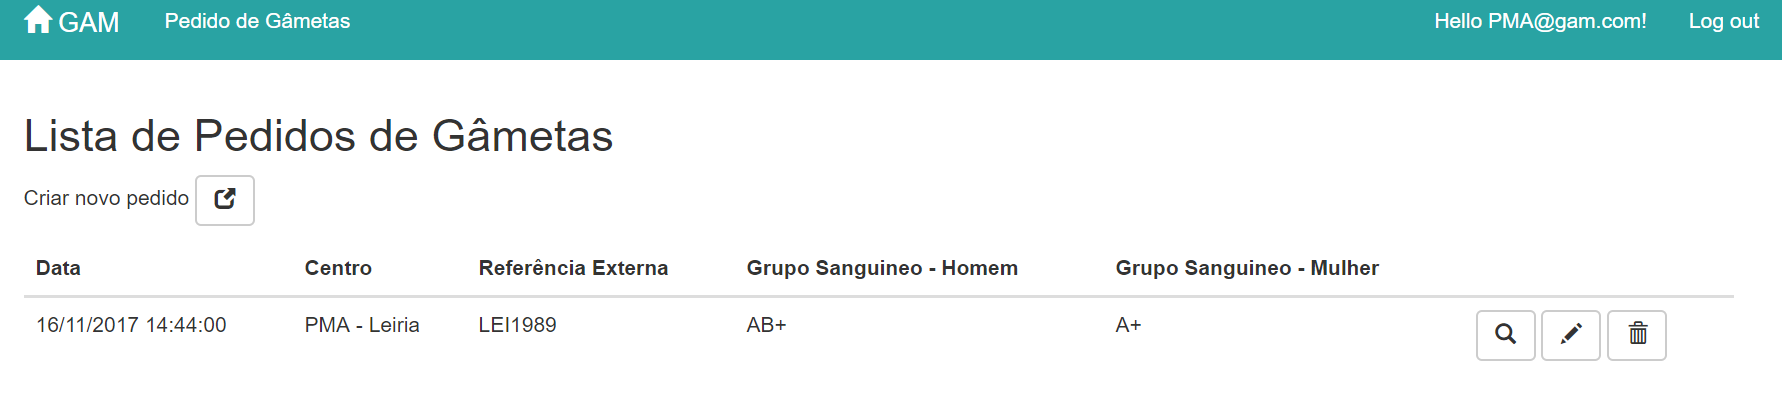 GAM Pedido de Gâmetas Hello PMA@gam.com! Log out
Lista de Pedidos de Gâmetas
Criar novo pedido
Data Centro Referência Externa Grupo Sanguineo - Homem Grupo Sanguineo - Mulher
16/11/2017 14:44:00 PMA - Leiria LEI1989 AB+ A+